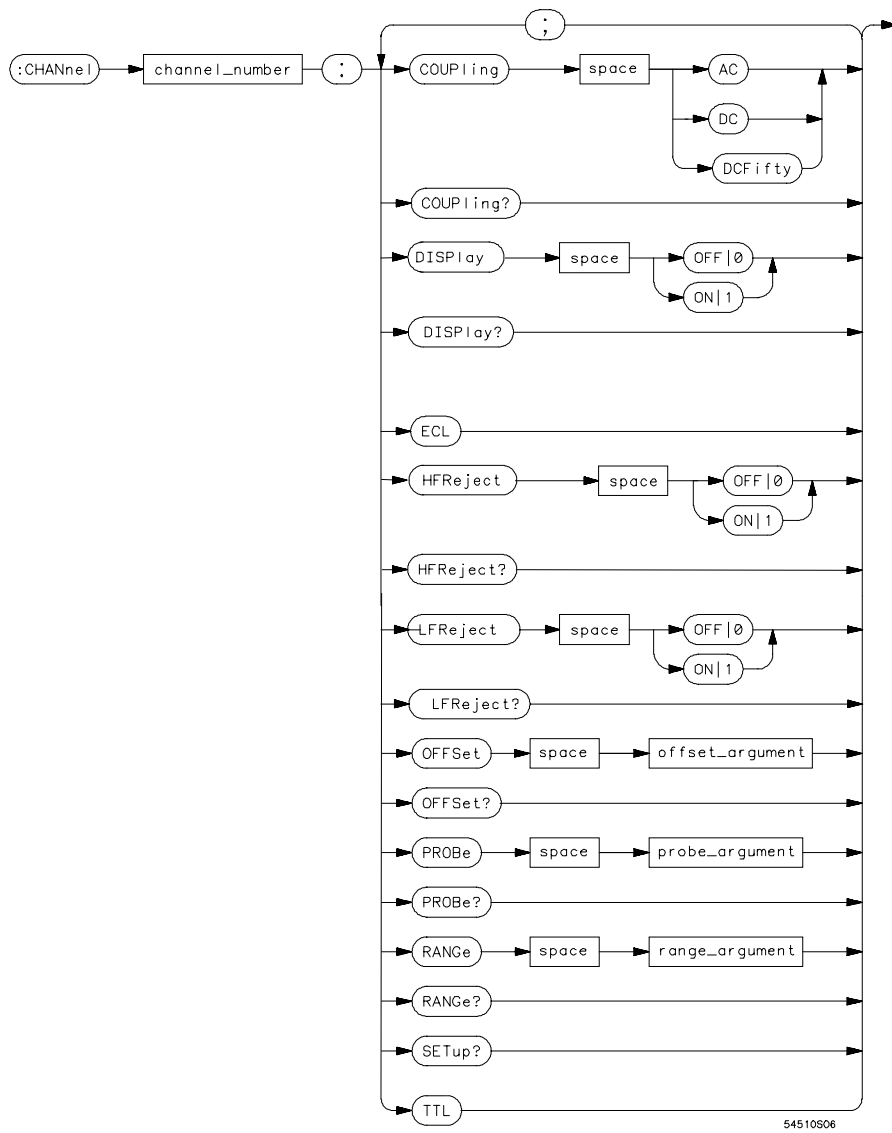 ;
:CHANnel channel_number : COUPling space AC
DC
DCFifty
COUPling?
DISPlay space OFF|0
ON|1
DISPlay?
ECL
HFReject space OFF|0
ON|1
HFReject?
LFReject space OFF|0
ON|1
LFReject?
OFFSet space offset_argument
OFFSet?
PROBe space probe_argument
PROBe?
RANGe space range_argument
RANGe?
SETup?
TTL
54510S06